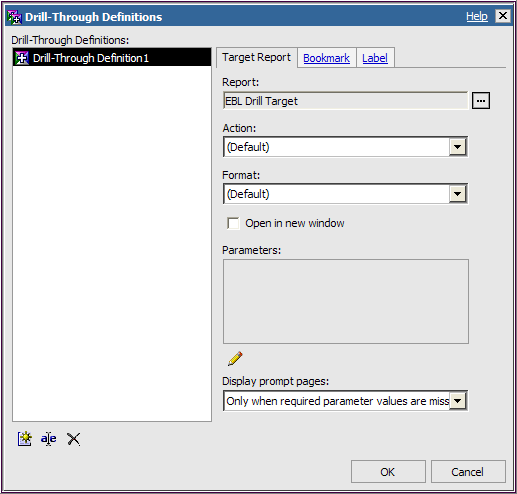 Drill-Through Definitions
Help
Drill-Through Definitions:
Drill-Through Definition1
Target Report
Bookmark
Label
Report:
EBL Drill Target
...
Action:
(Default)
Format:
(Default)
Open in new window
Parameters:
Display prompt pages:
Only when required parameter values are miss
OK
Cancel